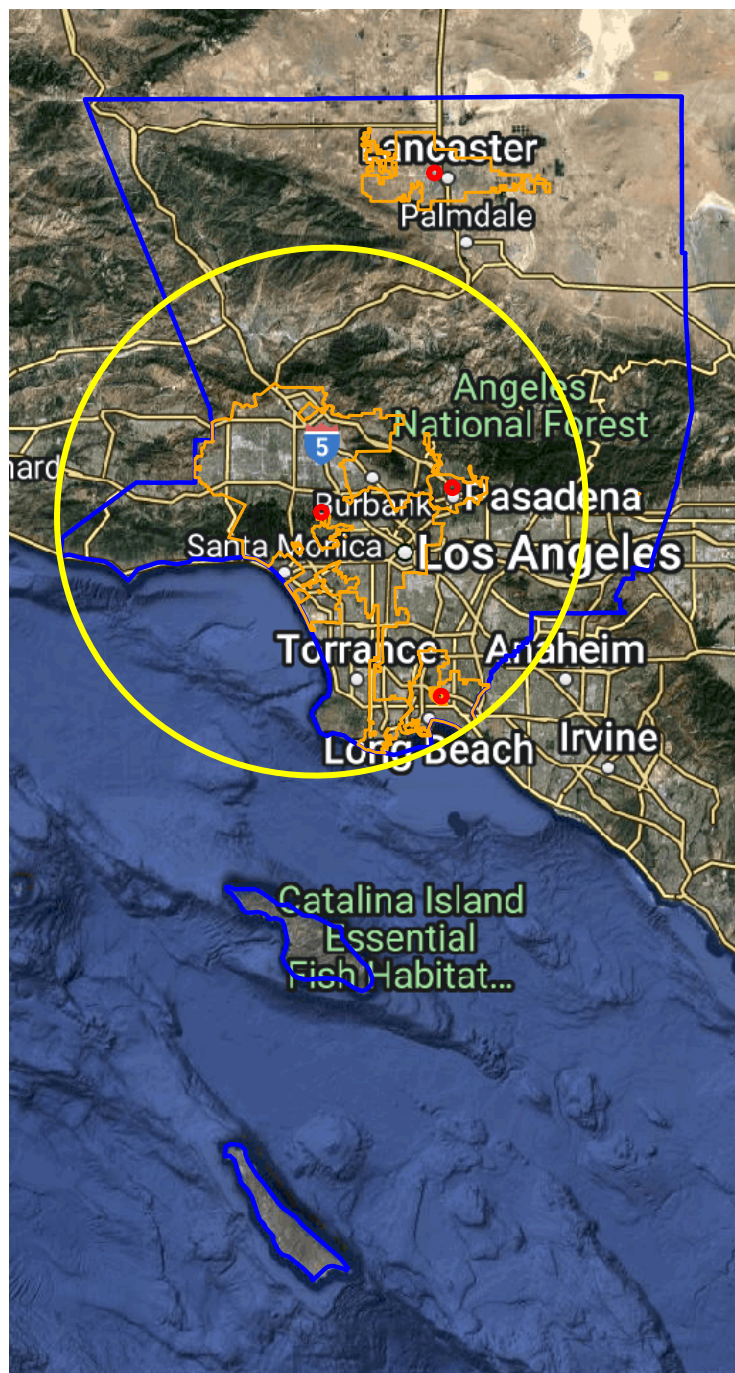 Lancaster
Palmdale
Angeles
National Forest
5
nard
Burbank
Pasadena
Santa Monica
Los Angeles
Torrance
Anaheim
Long Beach
Irvine
Catalina Island
Essential
Fish Habitat...